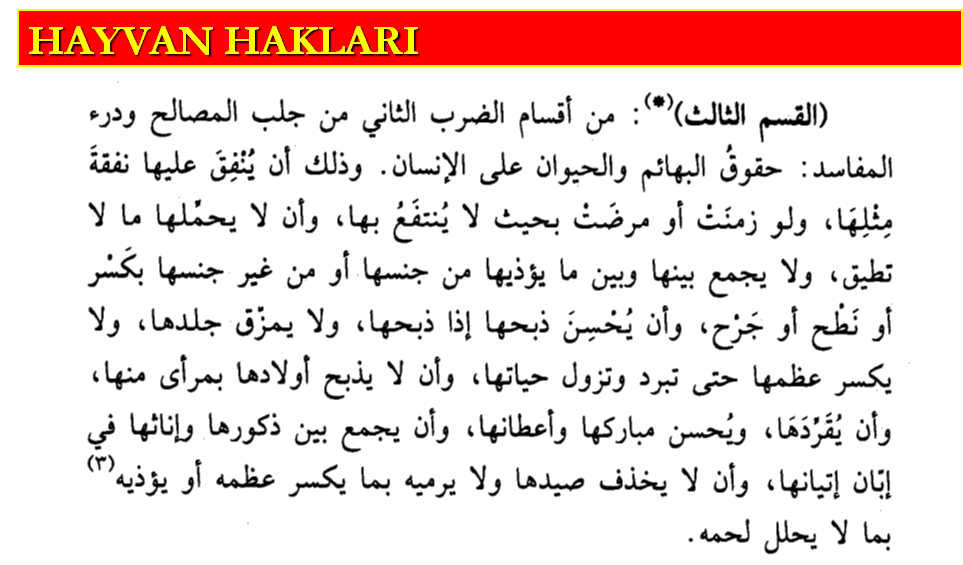 HAYVAN HAKLARI
(القسم الثالث)(*): من أقسام الضرب الثاني من جلب المصالح ودرء
المفاسد: حقوقُ البهائم والحيوان على الإنسان. وذلك أن يُنْفِقَ عليها نفقةَ
مِثْلِهَا، ولو زمنَتْ أو مرضَتْ بحيث لا يُنتفَعُ بها، وأن لا يحمِّلها ما لا
تطيق، ولا يجمع بينها وبين ما يؤذيها من جنسها أو من غير جنسها بكَسْر
أو نَطْح أو جَرْح، وأن يُحْسِنَ ذبحها إذا ذبحها، ولا يمزّق جلدها، ولا
يكسر عظمها حتى تبرد وتزول حياتها، وأن لا يذبح أولادها بمرأى منها،
وأن يُقَرِّدَهَا، ويُحسن مباركها وأعطانها، وأن يجمع بين ذكورها وإناثها في
إبّان إتيانها، وأن لا يخذف صيدها ولا يرميه بما يكسر عظمه أو يؤذيه(٣)
بما لا يحلل لحمه.